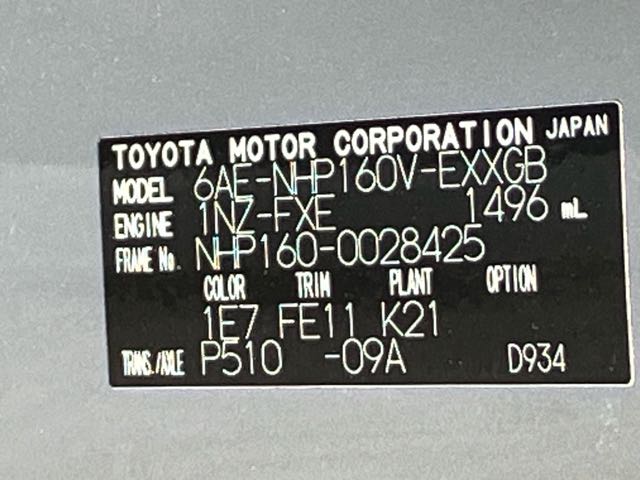 TOYOTA MOTOR CORPORATION JAPAN
MODEL 6AE-NHP160V-EXXGB
ENGINE 1NZ-FXE 1496 mL
FRAME No. NHP160-0028425
COLOR TRIM PLANT OPTION
1E7 FE11 K21
TRANS./AXLE P510 -09A D934